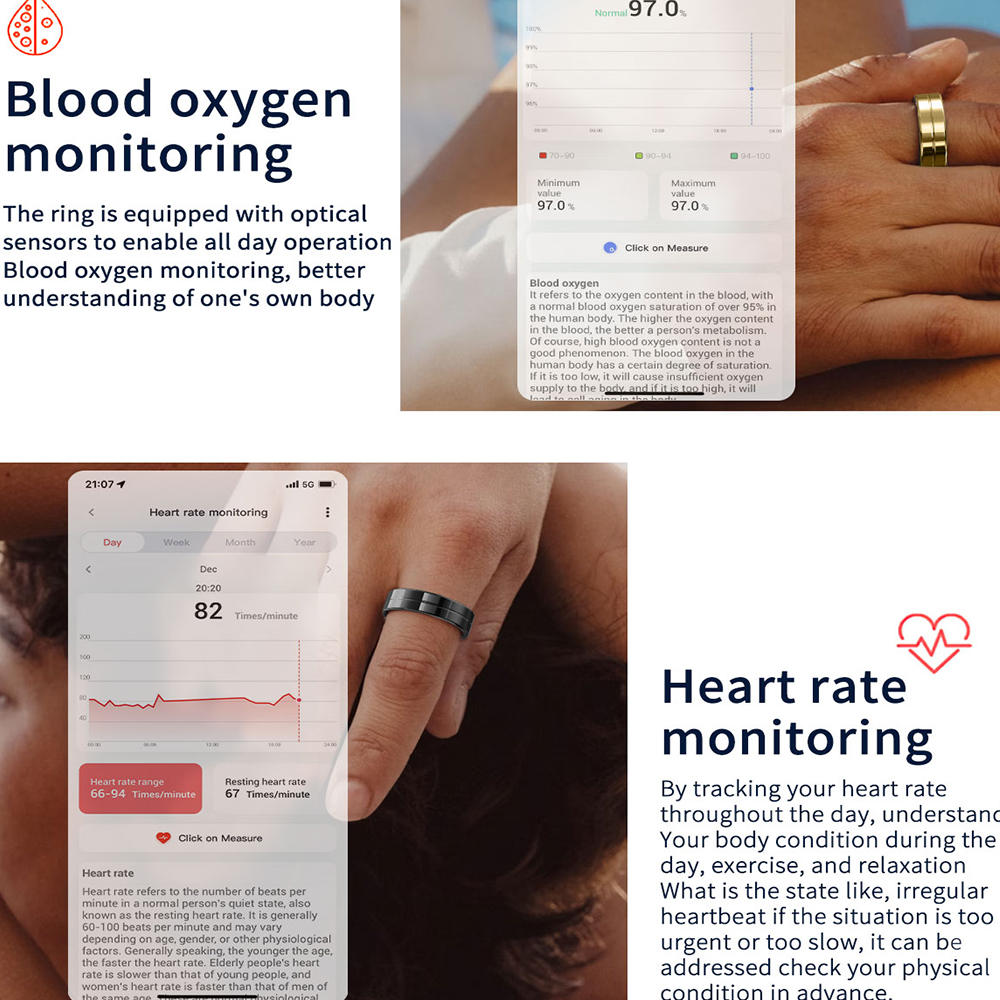 Normal 97.0 %
100%
99%
98%
97%
96%
70-90
90-94
94-100
Minimum
value
97.0 %
Maximum
value
97.0 %
Click on Measure
Blood oxygen
It refers to the oxygen content in the blood, with
a normal blood oxygen saturation of over 95% in
the human body. The higher the oxygen content
in the blood, the better a person's metabolism.
Of course, high blood oxygen content is not a
good phenomenon. The blood oxygen in the
human body has a certain degree of saturation.
If it is too low, it will cause insufficient oxygen
supply to the body, and if it is too high, it will
lead to cell aging in the body.
Blood oxygen
monitoring
The ring is equipped with optical
sensors to enable all day operation
Blood oxygen monitoring, better
understanding of one's own body
21:07
5G
Heart rate monitoring
Day
Week
Month
Year
Dec
20:20
82 Times/minute
200
160
120
80
40
00:00
06:00
12:00
18:00
24:00
Heart rate range
66-94 Times/minute
Resting heart rate
67 Times/minute
Click on Measure
Heart rate
Heart rate refers to the number of beats per
minute in a normal person's quiet state, also
known as the resting heart rate. It is generally
60-100 beats per minute and may vary
depending on age, gender, or other physiological
factors. Generally speaking, the younger the age,
the faster the heart rate. Elderly people's heart
rate is slower than that of young people, and
women's heart rate is faster than that of men of
the same age.
Heart rate
monitoring
By tracking your heart rate
throughout the day, understand
Your body condition during the
day, exercise, and relaxation
What is the state like, irregular
heartbeat if the situation is too
urgent or too slow, it can be
addressed check your physical
condition in advance.